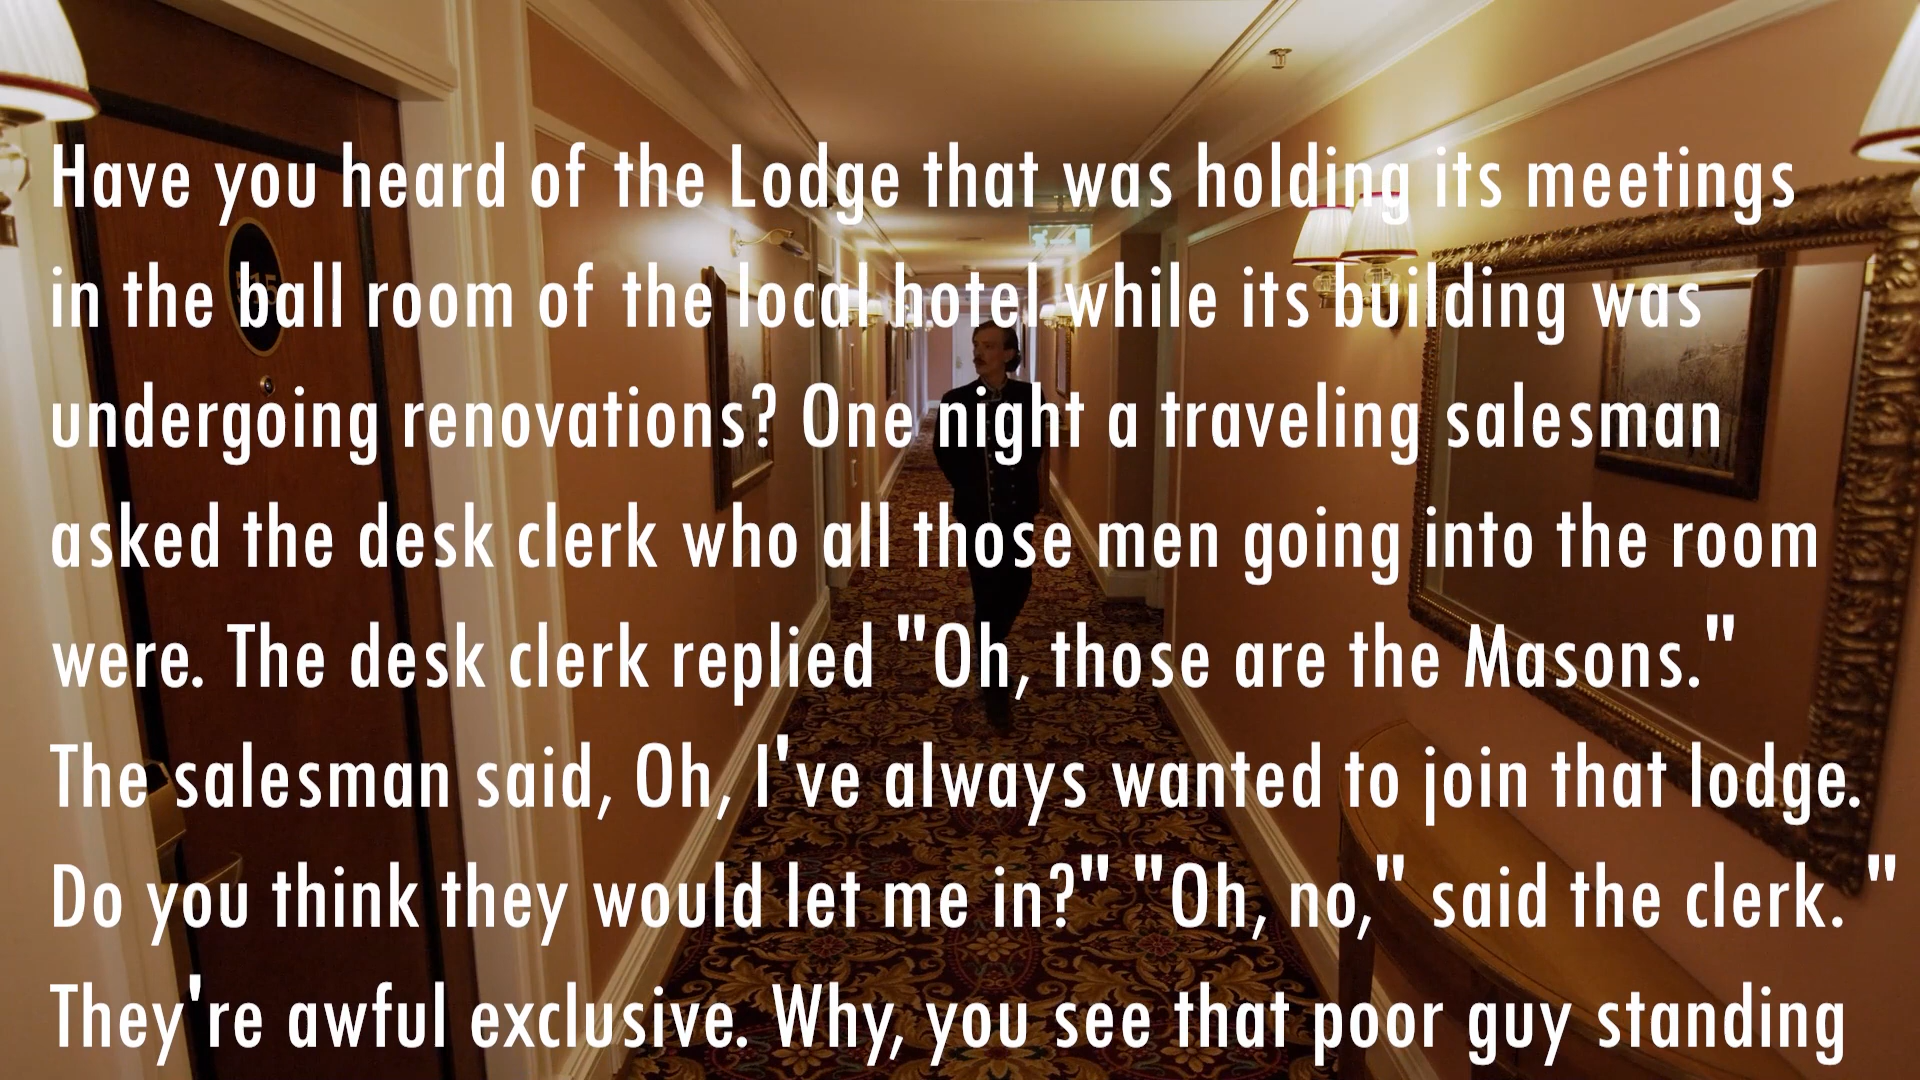 Have you heard of the Lodge that was holding its meetings
in the ball room of the local hotel while its building was
undergoing renovations? One night a traveling salesman
asked the desk clerk who all those men going into the room
were. The desk clerk replied "Oh, those are the Masons."
The salesman said, Oh, I've always wanted to join that lodge.
Do you think they would let me in?" "Oh, no," said the clerk. "
They're awful exclusive. Why, you see that poor guy standing